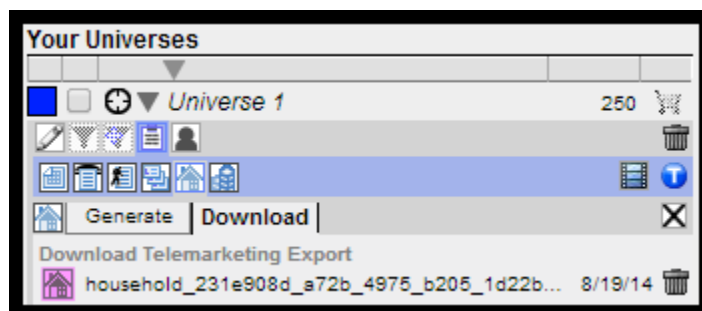 Your Universes
Universe 1 250
T
Generate Download X
Download Telemarketing Export
household_231e908d_a72b_4975_b205_1d22b... 8/19/14